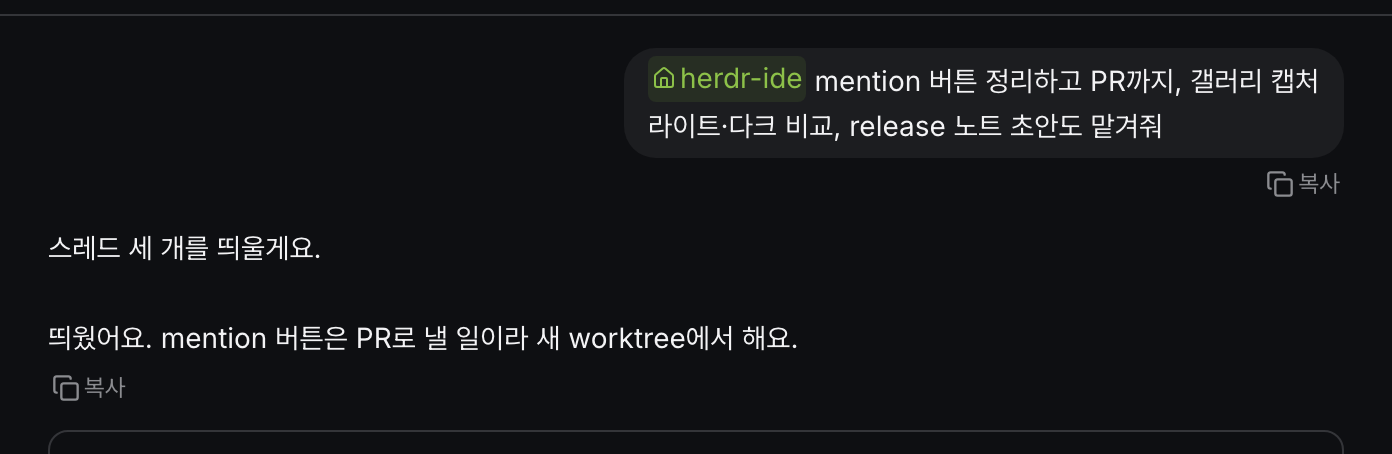 herdr-ide mention 버튼 정리하고 PR까지, 갤러리 캡처
라이트·다크 비교, release 노트 초안도 맡겨줘
복사
스레드 세 개를 띄울게요.
띄웠어요. mention 버튼은 PR로 낼 일이라 새 worktree에서 해요.
복사